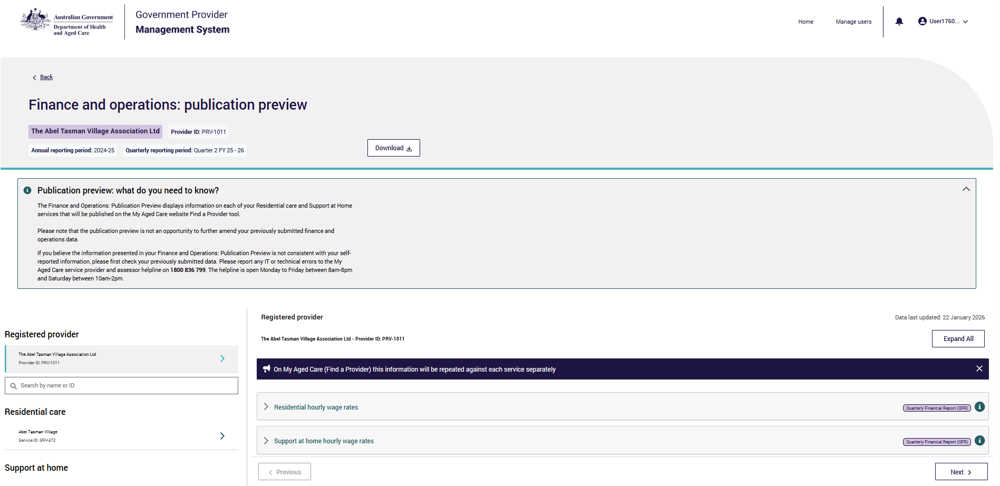 Australian Government
Department of Health
and Aged Care
Government Provider
Management System
Home
Manage users
User1760...
Back
Finance and operations: publication preview
The Abel Tasman Village Association Ltd
Provider ID: PRV-1011
Annual reporting period: 2024-25
Quarterly reporting period: Quarter 2 FY 25 - 26
Download
Publication preview: what do you need to know?
The Finance and Operations: Publication Preview displays information on each of your Residential care and Support at Home
services that will be published on the My Aged Care website Find a Provider tool.
Please note that the publication preview is not an opportunity to further amend your previously submitted finance and
operations data.
If you believe the information presented in your Finance and Operations: Publication Preview is not consistent with your self-
reported information, please first check your previously submitted data. Please report any IT or technical errors to the My
Aged Care service provider and assessor helpline on 1800 836 799. The helpline is open Monday to Friday between 8am-8pm
and Saturday between 10am-2pm.
Registered provider
The Abel Tasman Village Association Ltd
Provider ID: PRV-1011
Search by name or ID
Residential care
Abel Tasman Village
Service ID: SRV-372
Support at home
Registered provider
Data last updated: 22 January 2026
The Abel Tasman Village Association Ltd - Provider ID: PRV-1011
Expand All
On My Aged Care (Find a Provider) this information will be repeated against each service separately
Residential hourly wage rates
Quarterly Financial Report (QFR)
Support at home hourly wage rates
Quarterly Financial Report (QFR)
Previous
Next